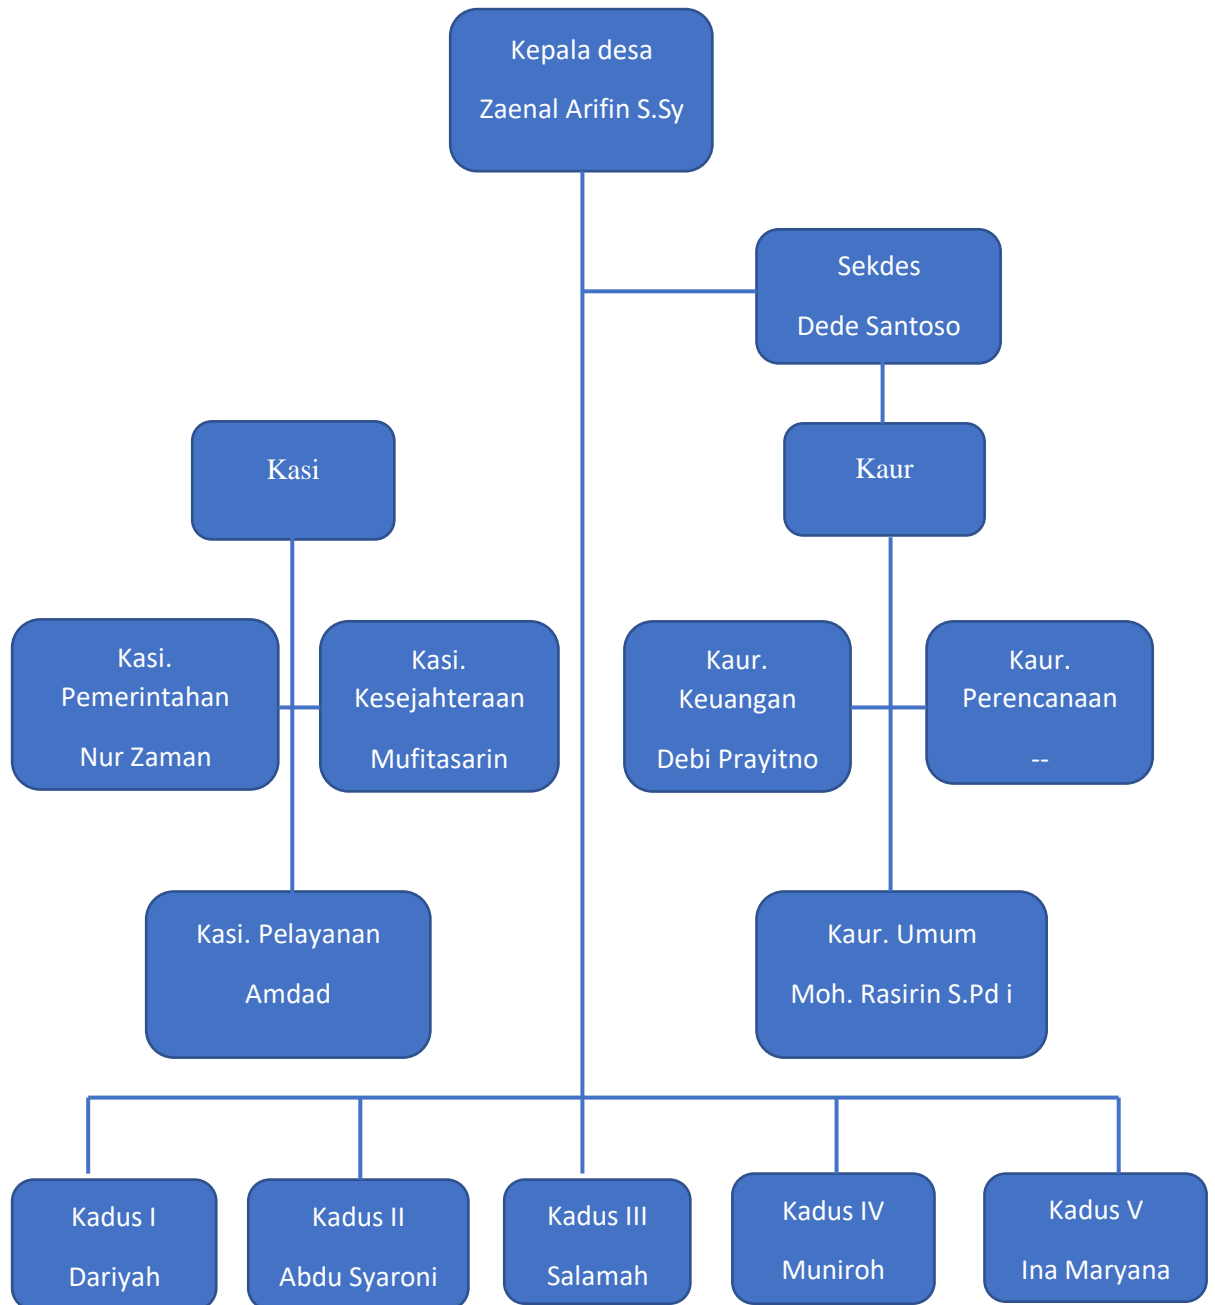 Kepala desa
Zaenal Arifin S.Sy
Sekdes
Dede Santoso
Kasi
Kaur
Kasi.
Pemerintahan
Nur Zaman
Kasi.
Kesejahteraan
Mufitasarin
Kaur.
Keuangan
Debi Prayitno
Kaur.
Perencanaan
--
Kasi. Pelayanan
Amdad
Kaur. Umum
Moh. Rasirin S.Pd i
Kadus I
Dariyah
Kadus II
Abdu Syaroni
Kadus III
Salamah
Kadus IV
Muniroh
Kadus V
Ina Maryana